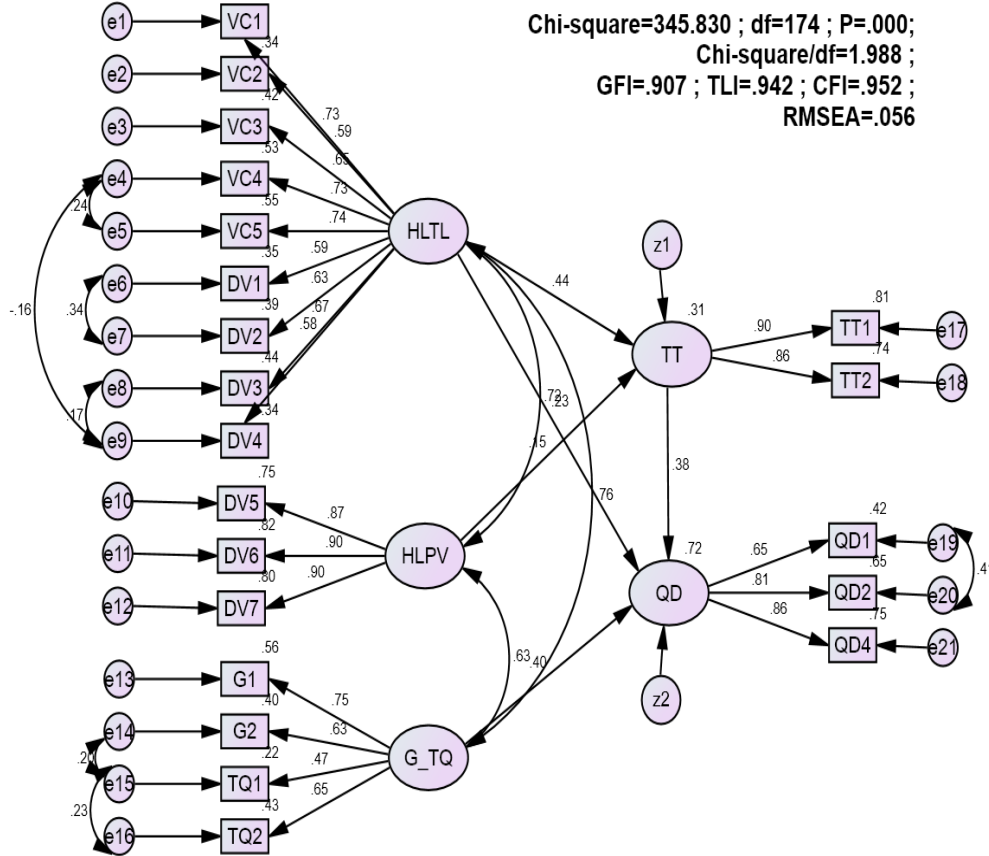 Chi-square=345.830 ; df=174 ; P=.000;
Chi-square/df=1.988 ;
GFI=.907 ; TLI=.942 ; CFI=.952 ;
RMSEA=.056
e1 VC1
.34
e2 VC2
.42
e3 VC3
.53
e4 VC4
.55
e5 VC5
.35
e6 DV1
.39
e7 DV2
.44
e8 DV3
.34
e9 DV4
.24
-.16
.34
.17
.73
.59
.65
.73
.74
.59
.63
.67
.58
HLTL
.75
e10 DV5
.82
e11 DV6
.80
e12 DV7
.87
.90
.90
HLPV
.56
e13 G1
.40
e14 G2
.22
e15 TQ1
.43
e16 TQ2
.20
.23
.75
.63
.47
.65
G_TQ
.44
.72
.23
.15
.76
.63
.40
z1
.31
TT
.90
.86
.81
TT1 e17
.74
TT2 e18
.38
.72
QD
z2
.65
.81
.86
.42
QD1 e19
.65
QD2 e20
.75
QD4 e21